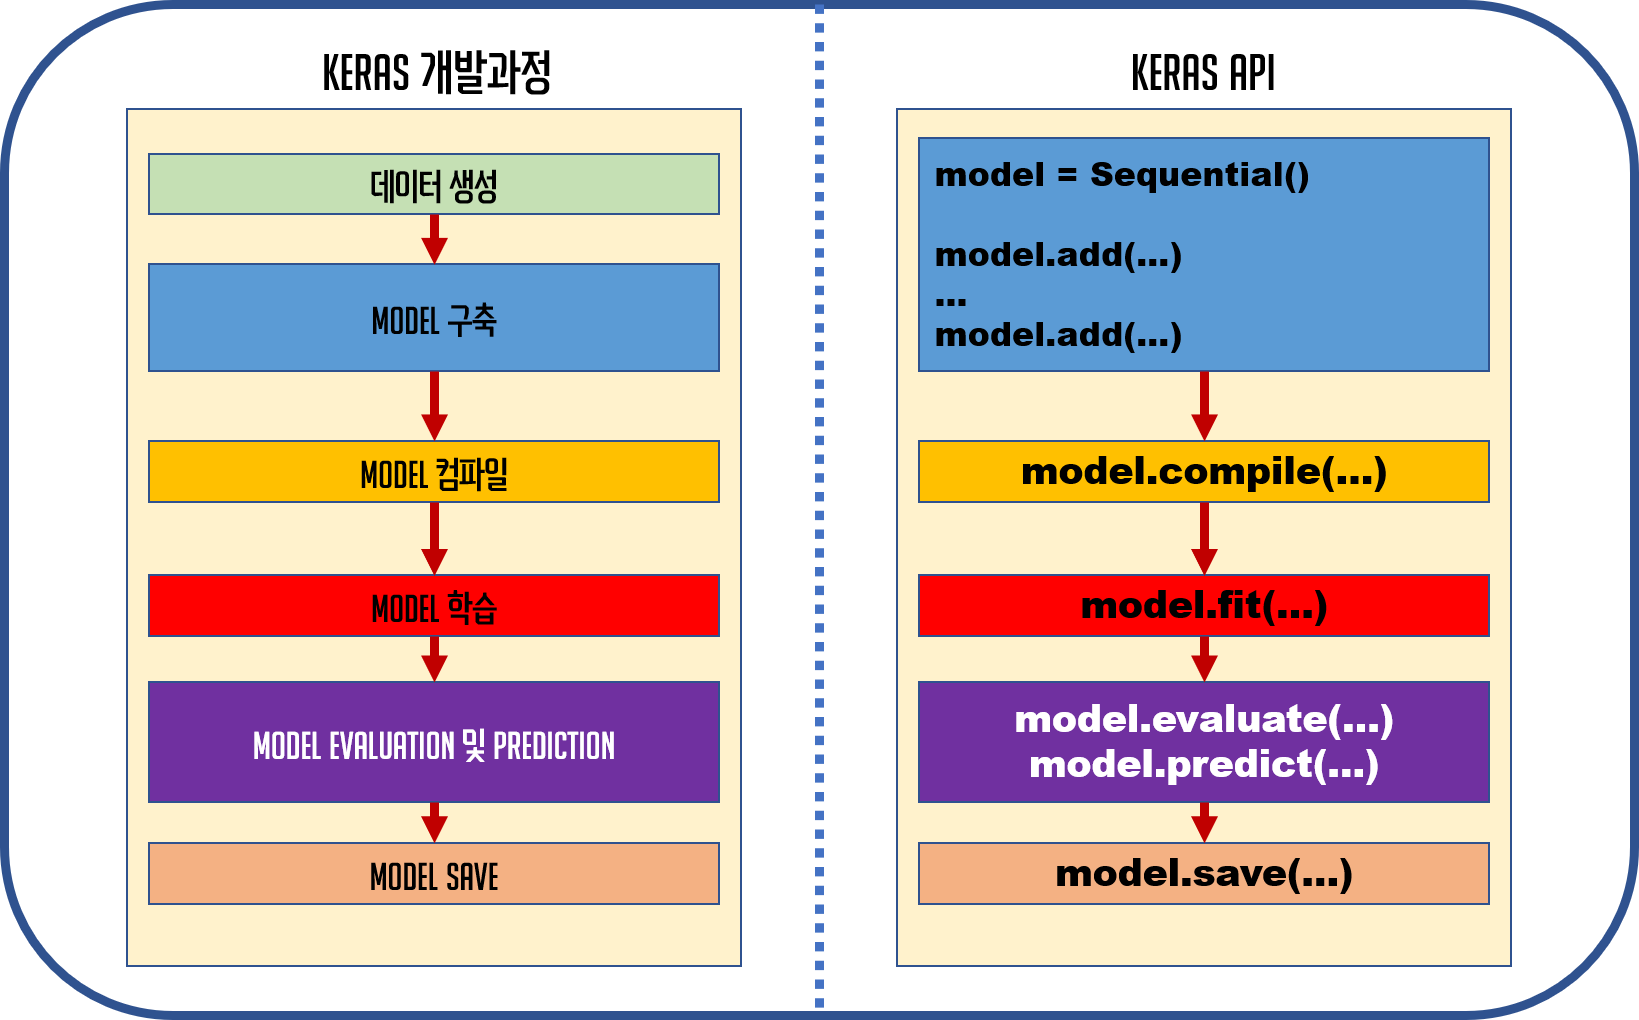 KERAS 개발과정
데이터 생성
MODEL 구축
MODEL 컴파일
MODEL 학습
MODEL EVALUATION 및 PREDICTION
MODEL SAVE
KERAS API
model = Sequential()
model.add(...)
...
model.add(...)
model.compile(...)
model.fit(...)
model.evaluate(...)
model.predict(...)
model.save(...)